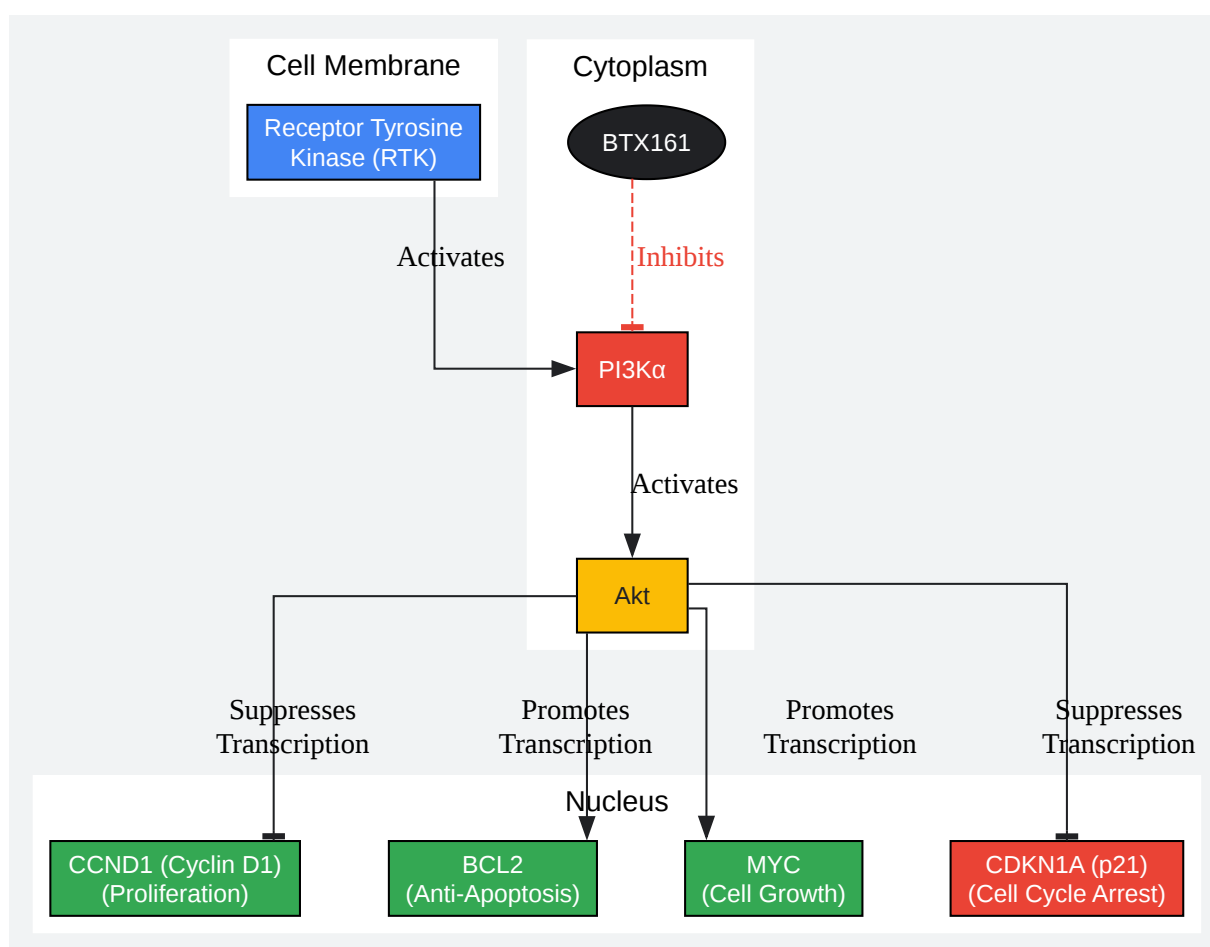 Cell Membrane
Cytoplasm
Receptor Tyrosine
Kinase (RTK)
BTX161
Activates
Inhibits
PI3Kα
Activates
Akt
Suppresses
Transcription
Promotes
Transcription
Promotes
Transcription
Suppresses
Transcription
Nucleus
CCND1 (Cyclin D1)
(Proliferation)
BCL2
(Anti-Apoptosis)
MYC
(Cell Growth)
CDKN1A (p21)
(Cell Cycle Arrest)